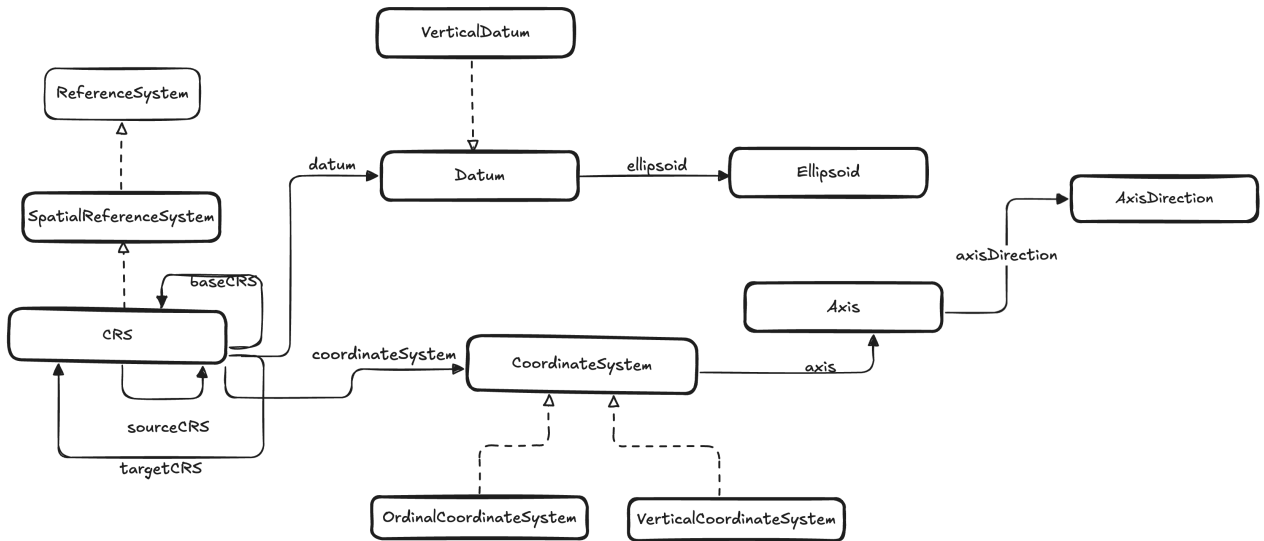 VerticalDatum
ReferenceSystem
datum
Datum
ellipsoid
Ellipsoid
AxisDirection
SpatialReferenceSystem
axisDirection
baseCRS
Axis
CRS
coordinateSystem
CoordinateSystem
axis
sourceCRS
targetCRS
OrdinalCoordinateSystem
VerticalCoordinateSystem